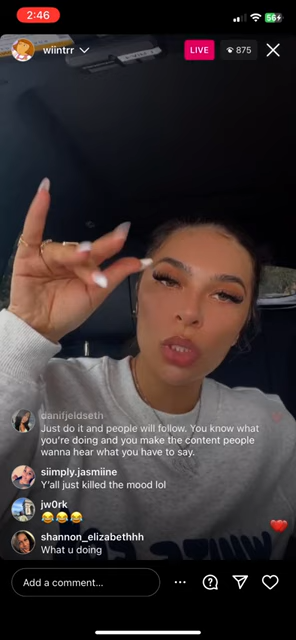 2:46
56
wiintrr
LIVE
875
danifjeldseth
Just do it and people will follow. You know what
you're doing and you make the content people
wanna hear what you have to say.
siimply.jasmiine
Y'all just killed the mood lol
jw0rk
😂😂😂
shannon_elizabethhh
What u doing
Add a comment...